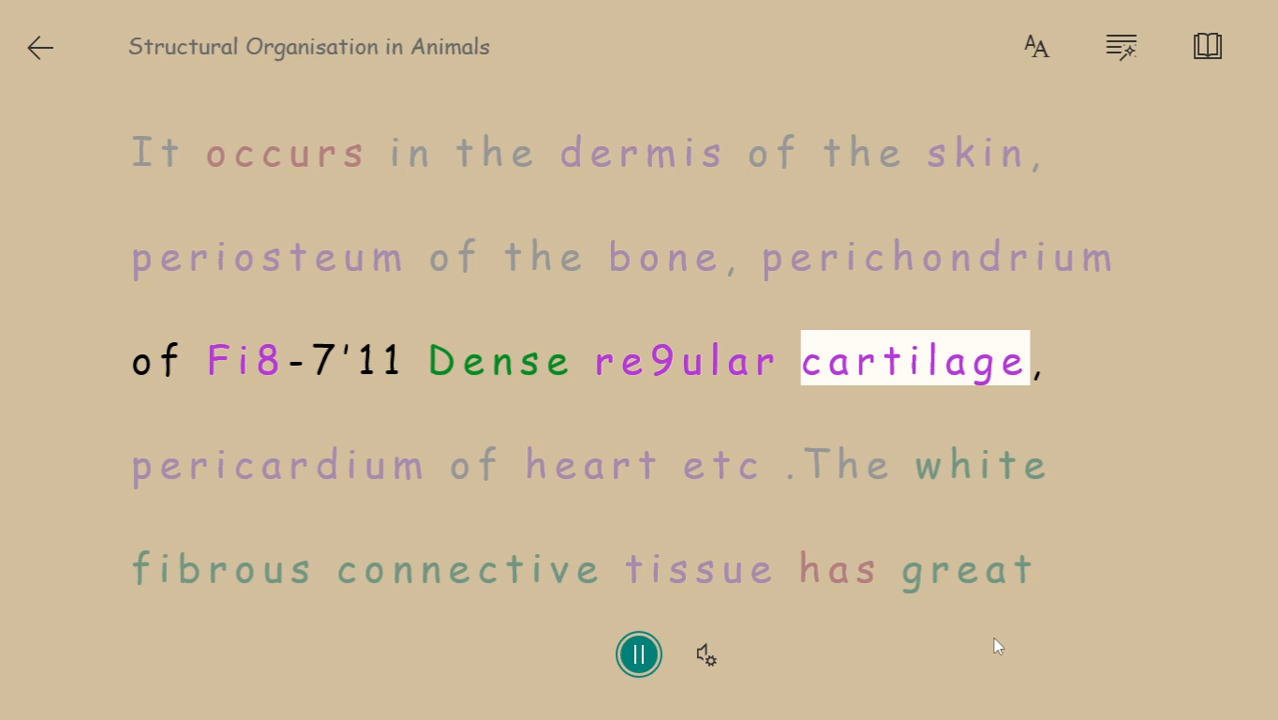 Structural Organisation in Animals
It occurs in the dermis of the skin,
periosteum of the bone, perichondrium
of Fi8-7'11 Dense re9ular cartilage,
pericardium of heart etc .The white
fibrous connective tissue has great